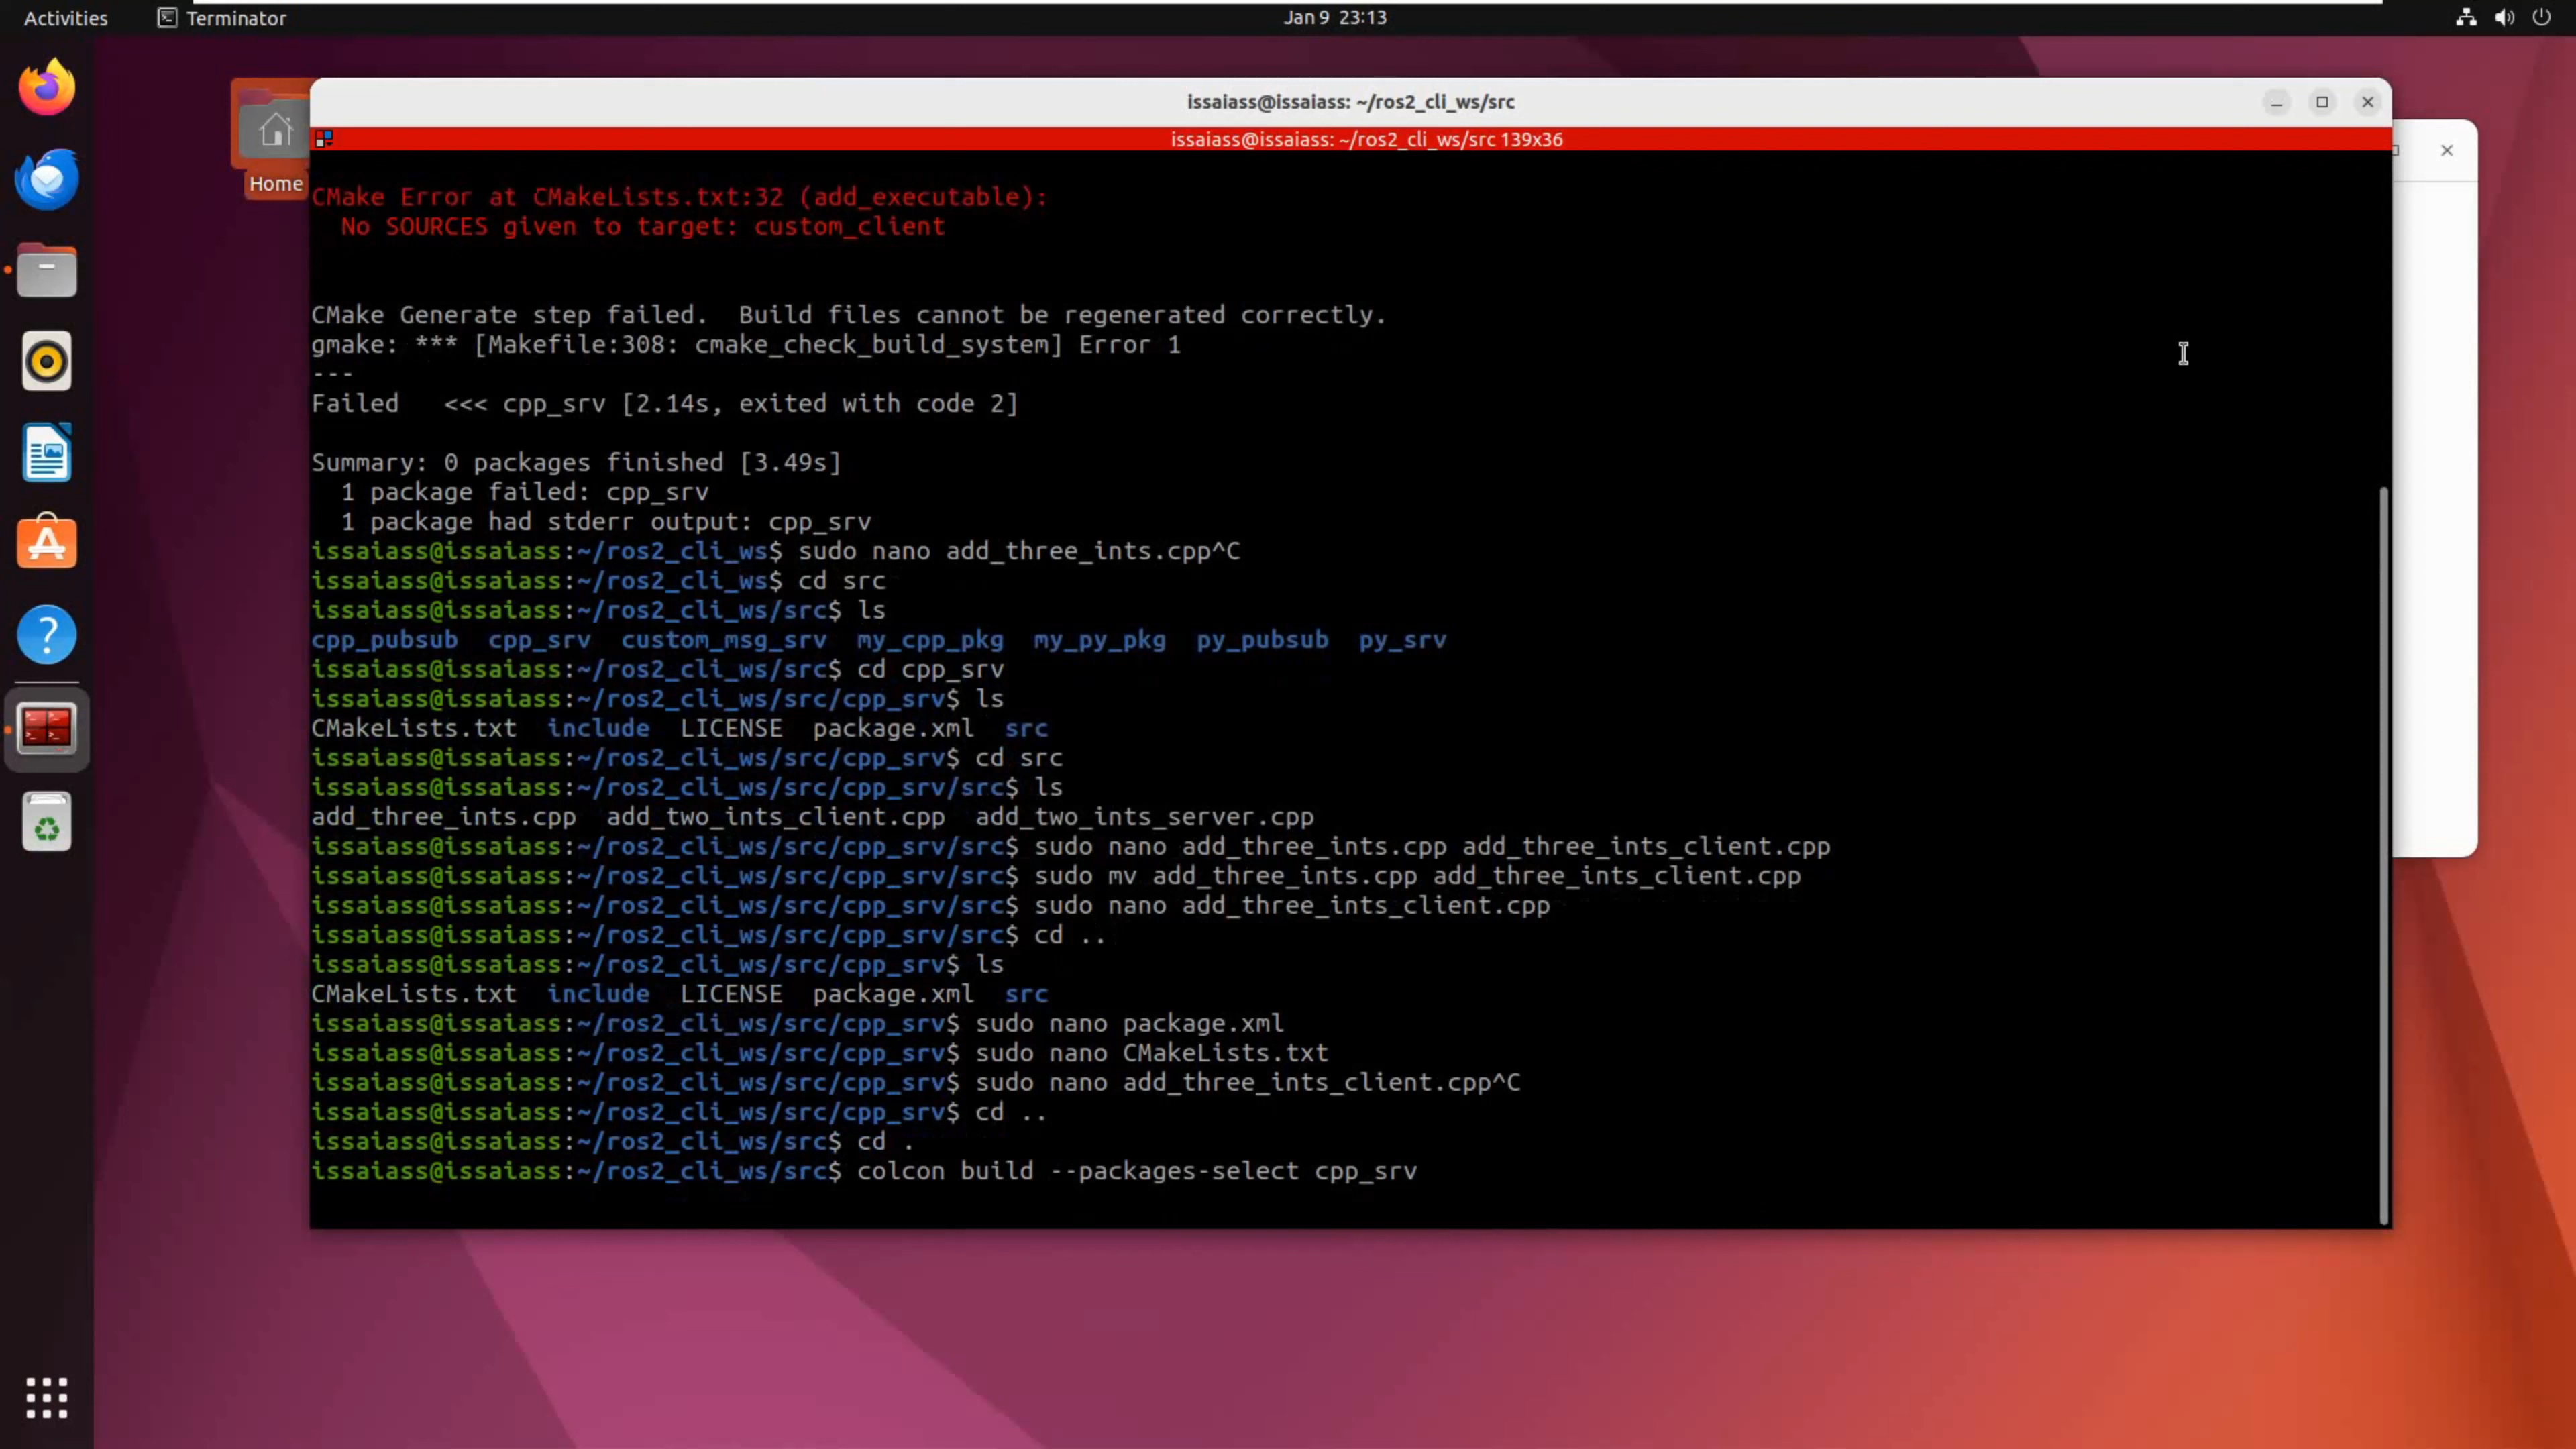 Activities Terminator Jan 9 23:13
Home
issaiass@issaiass: ~/ros2_cli_ws/src
issaiass@issaiass: ~/ros2_cli_ws/src 139x36
CMake Error at CMakeLists.txt:32 (add_executable):
  No SOURCES given to target: custom_client
CMake Generate step failed.  Build files cannot be regenerated correctly.
gmake: *** [Makefile:308: cmake_check_build_system] Error 1
---
Failed   <<< cpp_srv [2.14s, exited with code 2]
Summary: 0 packages finished [3.49s]
  1 package failed: cpp_srv
  1 package had stderr output: cpp_srv
issaiass@issaiass:~/ros2_cli_ws$ sudo nano add_three_ints.cpp^C
issaiass@issaiass:~/ros2_cli_ws$ cd src
issaiass@issaiass:~/ros2_cli_ws/src$ ls
cpp_pubsub  cpp_srv  custom_msg_srv  my_cpp_pkg  my_py_pkg  py_pubsub  py_srv
issaiass@issaiass:~/ros2_cli_ws/src$ cd cpp_srv
issaiass@issaiass:~/ros2_cli_ws/src/cpp_srv$ ls
CMakeLists.txt  include  LICENSE  package.xml  src
issaiass@issaiass:~/ros2_cli_ws/src/cpp_srv$ cd src
issaiass@issaiass:~/ros2_cli_ws/src/cpp_srv/src$ ls
add_three_ints.cpp  add_two_ints_client.cpp  add_two_ints_server.cpp
issaiass@issaiass:~/ros2_cli_ws/src/cpp_srv/src$ sudo nano add_three_ints.cpp add_three_ints_client.cpp
issaiass@issaiass:~/ros2_cli_ws/src/cpp_srv/src$ sudo mv add_three_ints.cpp add_three_ints_client.cpp
issaiass@issaiass:~/ros2_cli_ws/src/cpp_srv/src$ sudo nano add_three_ints_client.cpp
issaiass@issaiass:~/ros2_cli_ws/src/cpp_srv/src$ cd ..
issaiass@issaiass:~/ros2_cli_ws/src/cpp_srv$ ls
CMakeLists.txt  include  LICENSE  package.xml  src
issaiass@issaiass:~/ros2_cli_ws/src/cpp_srv$ sudo nano package.xml
issaiass@issaiass:~/ros2_cli_ws/src/cpp_srv$ sudo nano CMakeLists.txt
issaiass@issaiass:~/ros2_cli_ws/src/cpp_srv$ sudo nano add_three_ints_client.cpp^C
issaiass@issaiass:~/ros2_cli_ws/src/cpp_srv$ cd ..
issaiass@issaiass:~/ros2_cli_ws/src$ cd .
issaiass@issaiass:~/ros2_cli_ws/src$ colcon build --packages-select cpp_srv